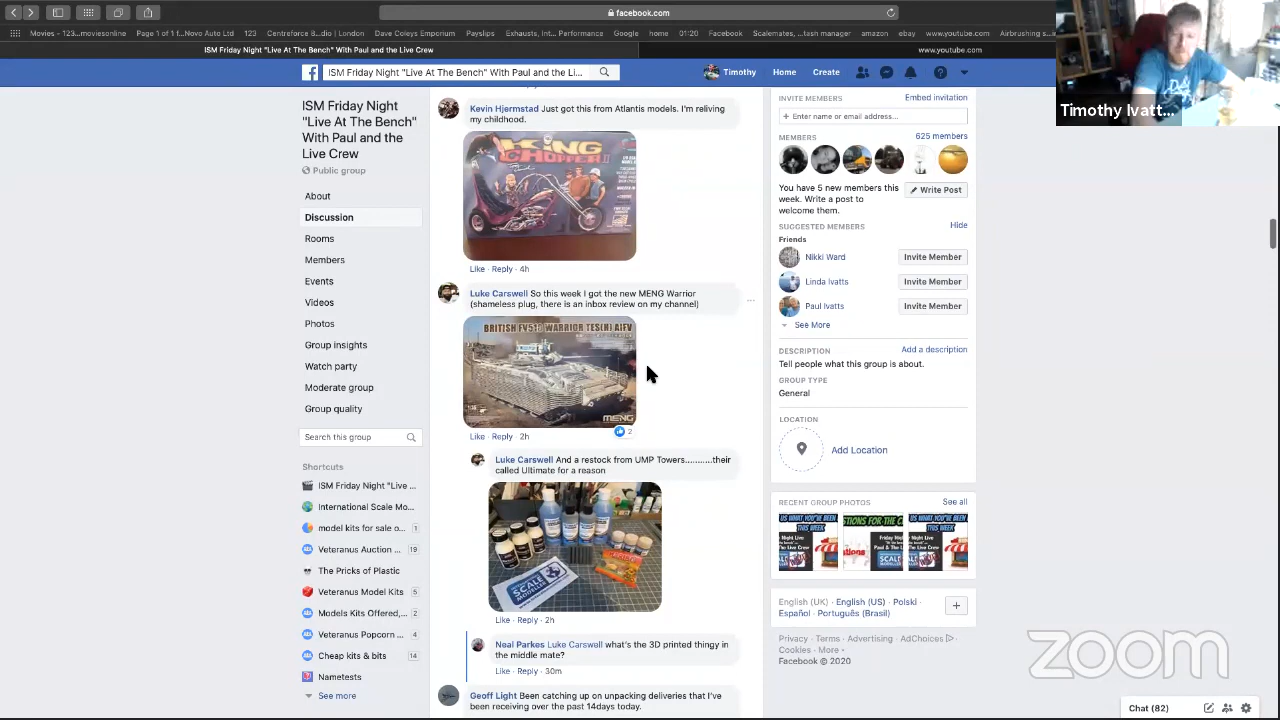 facebook.com
Movies - 123...moviesonline
Page 1 of 1 f...Novo Auto
123
Centreforce B...dio | London
Dave Coleys Emporium
Payslips
Exhausts, Int... Performance
Google
home
01:20
Facebook
Scalemates, ...tash manager
amazon
ebay
www.youtube.com
Airbrushing s...
ISM Friday Night "Live At The Bench" With Paul and the Live Crew
www.youtube.com
ISM Friday Night "Live At The Bench" With Paul and the Li...
Timothy
Home
Create
Timothy Ivatt...
ISM Friday Night
"Live At The Bench"
With Paul and the
Live Crew
Public group
About
Discussion
Rooms
Members
Events
Videos
Photos
Group insights
Watch party
Moderate group
Group quality
Search this group
Shortcuts
ISM Friday Night "Live ...
International Scale Mo...
model kits for sale o... 1
Veteranus Auction ... 19
The Pricks of Plastic
Veteranus Model Kits 5
Models Kits Offered,... 2
Veteranus Popcorn ... 4
Cheap kits & bits 14
Nametests
See more
Kevin Hjermstad Just got this from Atlantis models. I'm reliving
my childhood.
KING
CHOPPER
Like · Reply · 4h
Luke Carswell So this week I got the new MENG Warrior
(shameless plug, there is an inbox review on my channel)
BRITISH FV510 WARRIOR TES(H) AIFV
MENG
2
Like · Reply · 2h
Luke Carswell And a restock from UMP Towers...........their
called Ultimate for a reason
SCALE
MODELLER
Like · Reply · 2h
Neal Parkes Luke Carswell what's the 3D printed thingy in
the middle mate?
Like · Reply · 30m
Geoff Light Been catching up on unpacking deliveries that I've
been receiving over the past 14days today.
INVITE MEMBERS
Embed invitation
+ Enter name or email address...
MEMBERS
625 members
You have 5 new members this
week. Write a post to
welcome them.
Write Post
SUGGESTED MEMBERS
Hide
Friends
Nikki Ward
Invite Member
Linda Ivatts
Invite Member
Paul Ivatts
Invite Member
See More
DESCRIPTION
Add a description
Tell people what this group is about.
GROUP TYPE
General
LOCATION
Add Location
RECENT GROUP PHOTOS
See all
English (UK) · English (US) · Polski ·
Español · Português (Brasil)
Privacy · Terms · Advertising · AdChoices ·
Cookies · More
Facebook © 2020
zoom
Chat (82)